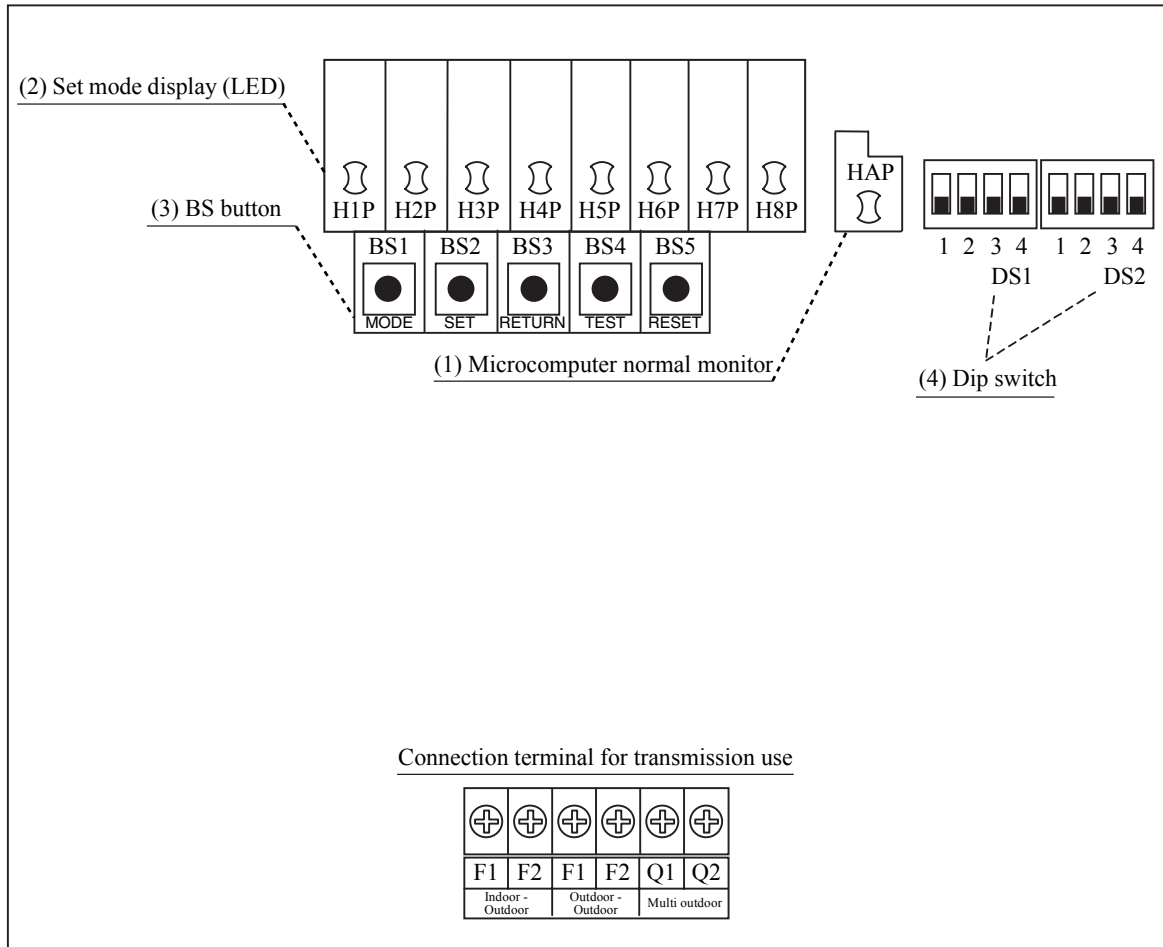 (2) Set mode display (LED)
H1P H2P H3P H4P H5P H6P H7P H8P
HAP
(3) BS button
BS1 BS2 BS3 BS4 BS5
MODE SET RETURN TEST RESET
1 2 3 4 1 2 3 4
DS1 DS2
(1) Microcomputer normal monitor
(4) Dip switch
Connection terminal for transmission use
F1 F2 F1 F2 Q1 Q2
Indoor -
Outdoor
Outdoor -
Outdoor
Multi outdoor